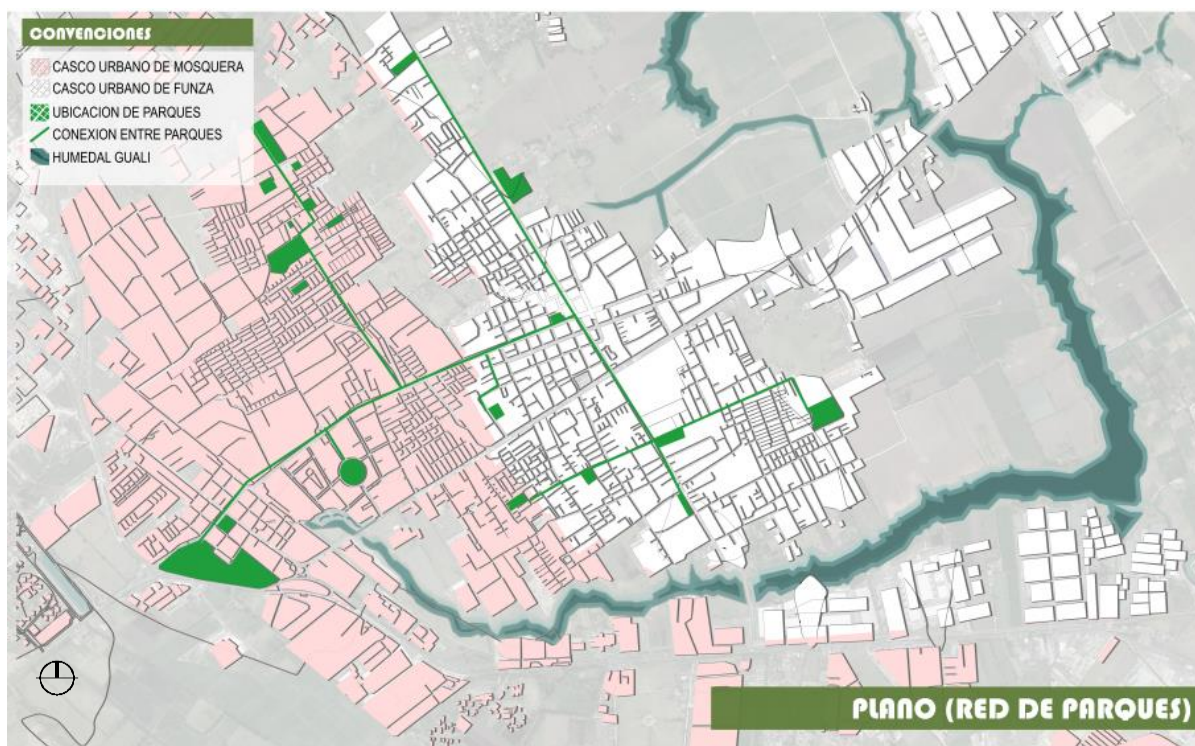 CONVENCIONES
CASCO URBANO DE MOSQUERA
CASCO URBANO DE FUNZA
UBICACION DE PARQUES
CONEXION ENTRE PARQUES
HUMEDAL GUALI
PLANO (RED DE PARQUES)